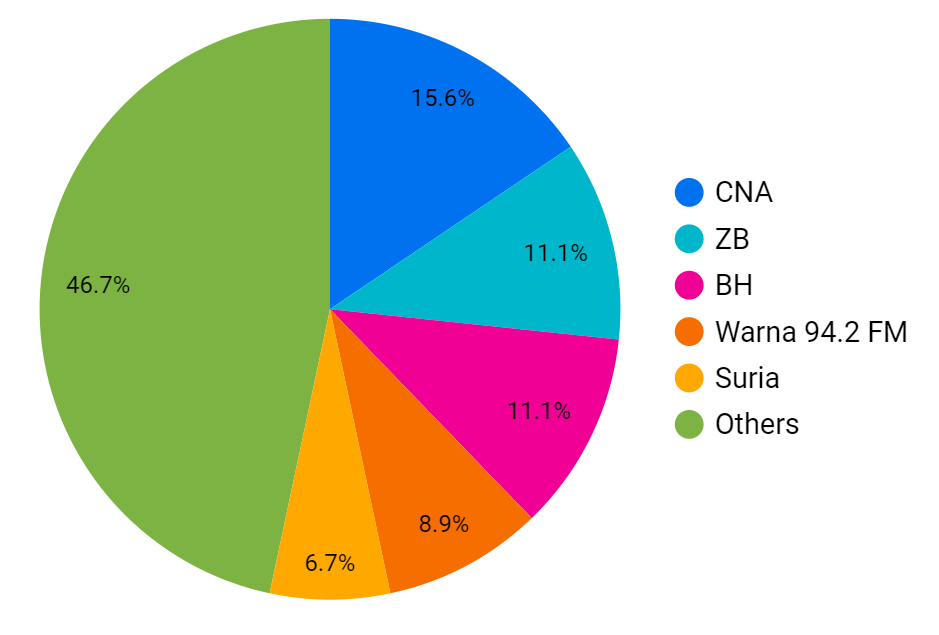 15.6%
11.1%
11.1%
8.9%
6.7%
46.7%
CNA
ZB
BH
Warna 94.2 FM
Suria
Others